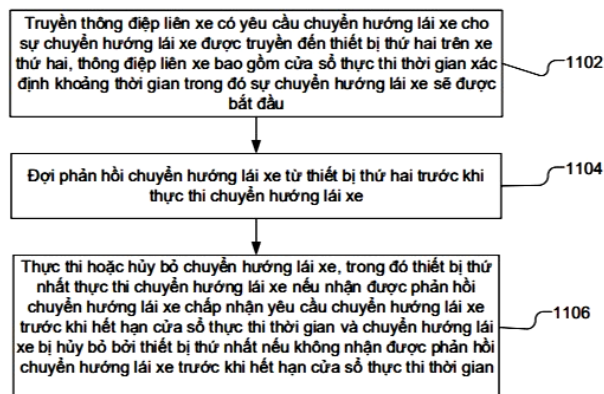 Truyền thông điệp liên xe có yêu cầu chuyển hướng lái xe cho
sự chuyển hướng lái xe được truyền đến thiết bị thứ hai trên xe
thứ hai, thông điệp liên xe bao gồm cửa sổ thực thi thời gian xác
định khoảng thời gian trong đó sự chuyển hướng lái xe sẽ được
bắt đầu
1102
Đợi phản hồi chuyển hướng lái xe từ thiết bị thứ hai trước khi
thực thi chuyển hướng lái xe
1104
Thực thi hoặc hủy bỏ chuyển hướng lái xe, trong đó thiết bị thứ
nhất thực thi chuyển hướng lái xe nếu nhận được phản hồi
chuyển hướng lái xe chấp nhận yêu cầu chuyển hướng lái xe
trước khi hết hạn cửa sổ thực thi thời gian và chuyển hướng lái
xe bị hủy bỏ bởi thiết bị thứ nhất nếu không nhận được phản hồi
chuyển hướng lái xe trước khi hết hạn cửa sổ thực thi thời gian
1106